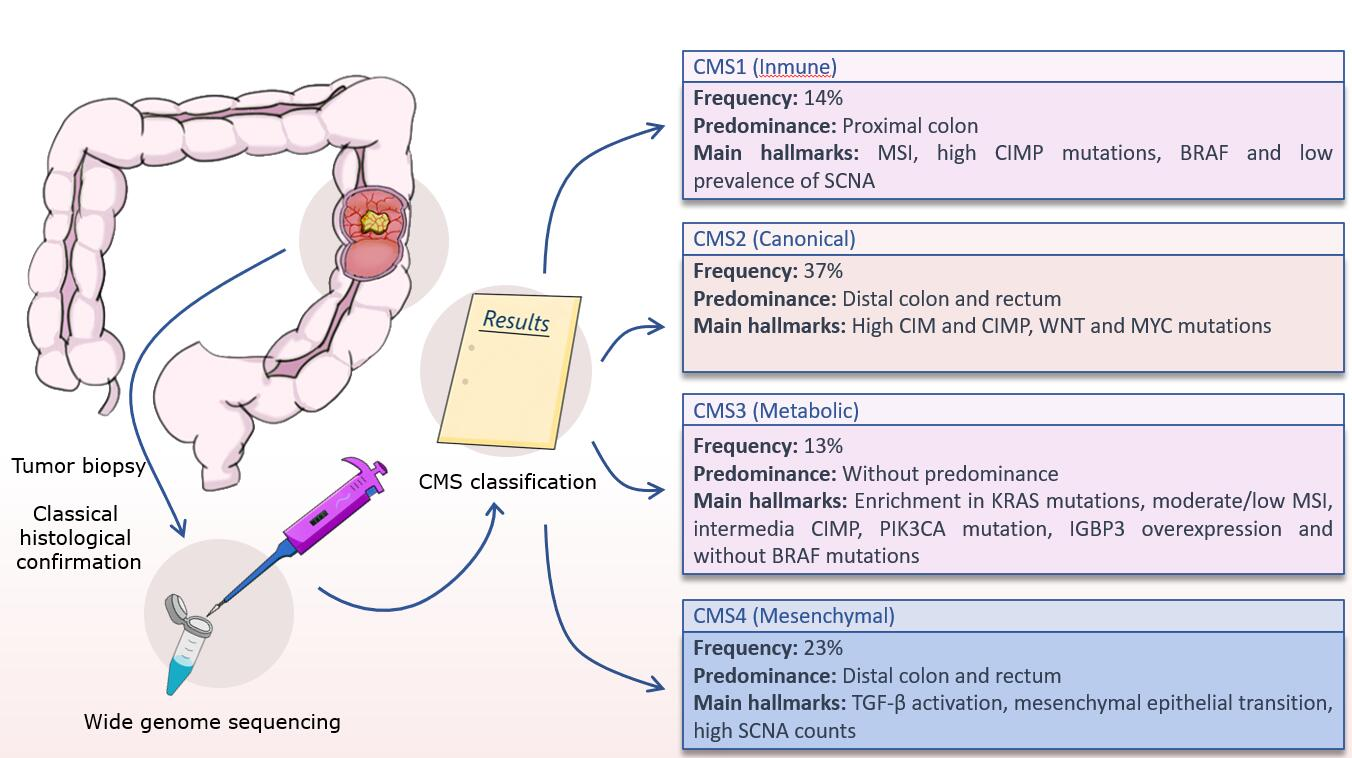 CMS1 (Inmune)
Frequency: 14%
Predominance: Proximal colon
Main hallmarks: MSI, high CIMP mutations, BRAF and low
prevalence of SCNA
CMS2 (Canonical)
Frequency: 37%
Predominance: Distal colon and rectum
Main hallmarks: High CIM and CIMP, WNT and MYC mutations
CMS3 (Metabolic)
Frequency: 13%
Predominance: Without predominance
Main hallmarks: Enrichment in KRAS mutations, moderate/low MSI,
intermedia CIMP, PIK3CA mutation, IGBP3 overexpression and
without BRAF mutations
CMS4 (Mesenchymal)
Frequency: 23%
Predominance: Distal colon and rectum
Main hallmarks: TGF-β activation, mesenchymal epithelial transition,
high SCNA counts
Results
CMS classification
Tumor biopsy
Classical
histological
confirmation
Wide genome sequencing